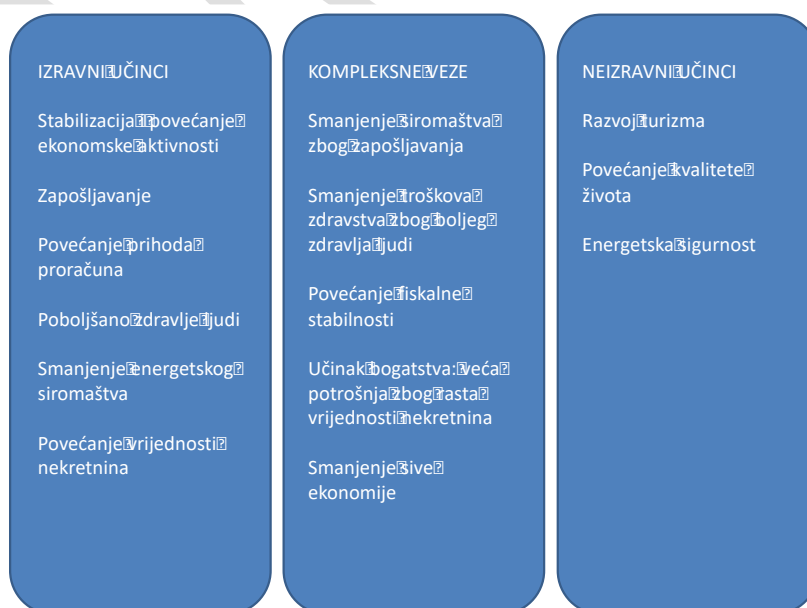 IZRAVNI UČINCI
Stabilizacija i povećanje
ekonomske aktivnosti
Zapošljavanje
Povećanje prihoda
proračuna
Poboljšano zdravlje ljudi
Smanjenje energetskog
siromaštva
Povećanje vrijednosti
nekretnina
KOMPLEKSNE VEZE
Smanjenje siromaštva
zbog zapošljavanja
Smanjenje troškova
zdravstva zbog boljeg
zdravlja ljudi
Povećanje fiskalne
stabilnosti
Učinak bogatstva: veća
potrošnja zbog rasta
vrijednosti nekretnina
Smanjenje sive
ekonomije
NEIZRAVNI UČINCI
Razvoj turizma
Povećanje kvalitete
života
Energetska sigurnost